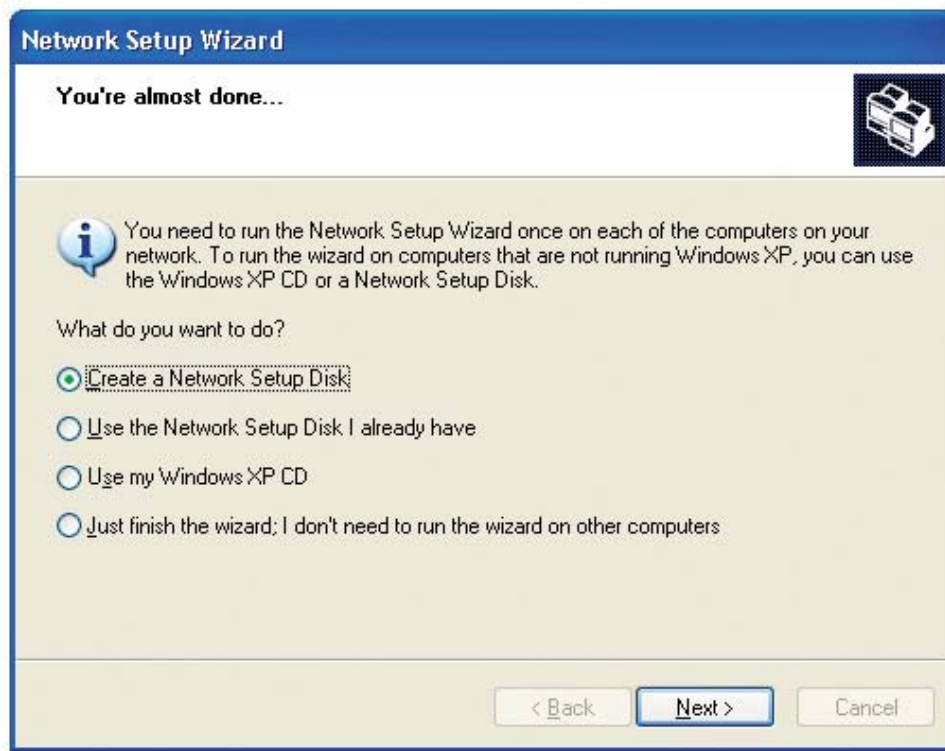 Network Setup Wizard
You're almost done...
You need to run the Network Setup Wizard once on each of the computers on your
network. To run the wizard on computers that are not running Windows XP, you can use
the Windows XP CD or a Network Setup Disk.
What do you want to do?
Create a Network Setup Disk
Use the Network Setup Disk I already have
Use my Windows XP CD
Just finish the wizard; I don't need to run the wizard on other computers
< Back
Next >
Cancel